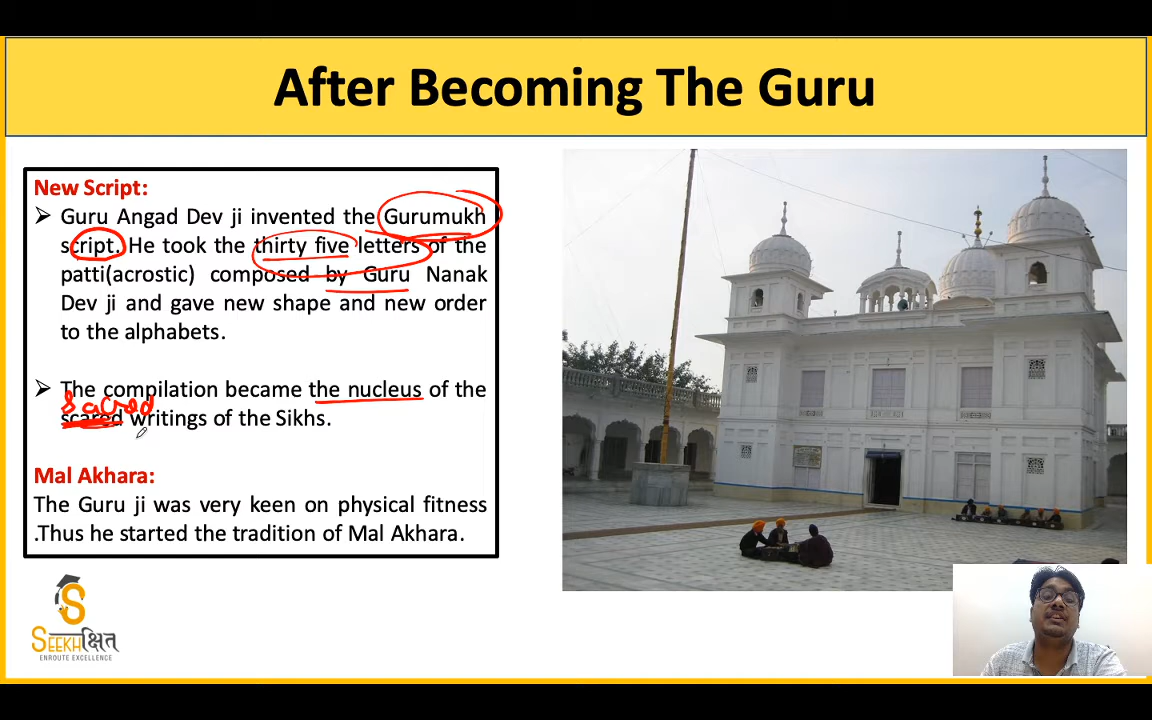 After Becoming The Guru
New Script:
➢ Guru Angad Dev ji invented the Gurumukh
script. He took the thirty five letters of the
patti(acrostic) composed by Guru Nanak
Dev ji and gave new shape and new order
to the alphabets.
➢ The compilation became the nucleus of the
sacred
scared writings of the Sikhs.
Mal Akhara:
The Guru ji was very keen on physical fitness
.Thus he started the tradition of Mal Akhara.
S
SEEKHक्षित
ENROUTE EXCELLENCE